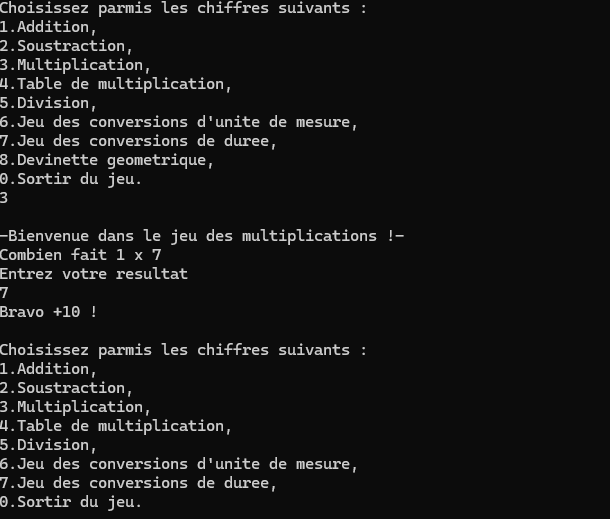 Choisissez parmis les chiffres suivants :
1.Addition,
2.Soustraction,
3.Multiplication,
4.Table de multiplication,
5.Division,
6.Jeu des conversions d'unite de mesure,
7.Jeu des conversions de duree,
8.Devinette geometrique,
0.Sortir du jeu.
3
-Bienvenue dans le jeu des multiplications !-
Combien fait 1 x 7
Entrez votre resultat
7
Bravo +10 !
Choisissez parmis les chiffres suivants :
1.Addition,
2.Soustraction,
3.Multiplication,
4.Table de multiplication,
5.Division,
6.Jeu des conversions d'unite de mesure,
7.Jeu des conversions de duree,
0.Sortir du jeu.